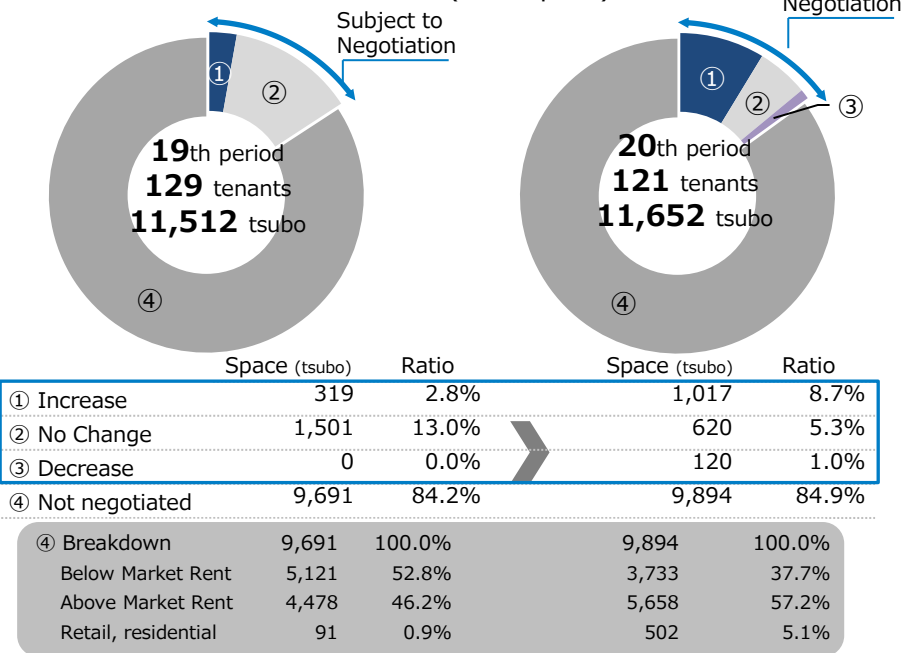 Subject to
Negotiation
Negotiation
①
②
④
19th period
129 tenants
11,512 tsubo
①
②
③
④
20th period
121 tenants
11,652 tsubo
Space (tsubo) Ratio Space (tsubo) Ratio
① Increase 319 2.8% 1,017 8.7%
② No Change 1,501 13.0% 620 5.3%
③ Decrease 0 0.0% 120 1.0%
④ Not negotiated 9,691 84.2% 9,894 84.9%
④ Breakdown 9,691 100.0% 9,894 100.0%
Below Market Rent 5,121 52.8% 3,733 37.7%
Above Market Rent 4,478 46.2% 5,658 57.2%
Retail, residential 91 0.9% 502 5.1%